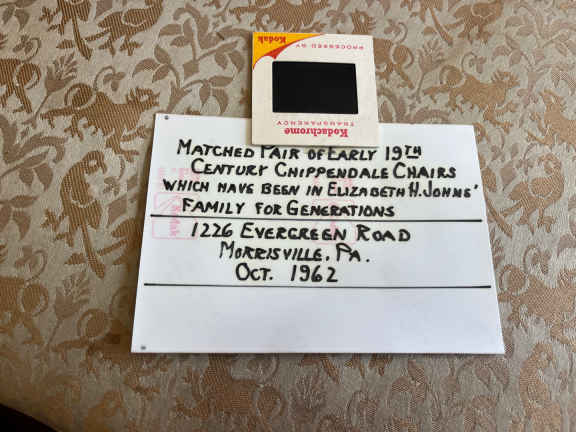 Kodak
PROCESSED BY
TRANSPARENCY
Kodachrome
MATCHED PAIR OF EARLY 19TH
CENTURY CHIPPENDALE CHAIRS
WHICH HAVE BEEN IN ELIZABETH H. JOHNS'
FAMILY FOR GENERATIONS
1226 EVERGREEN ROAD
MORRISVILLE, PA.
OCT. 1962
Kodak